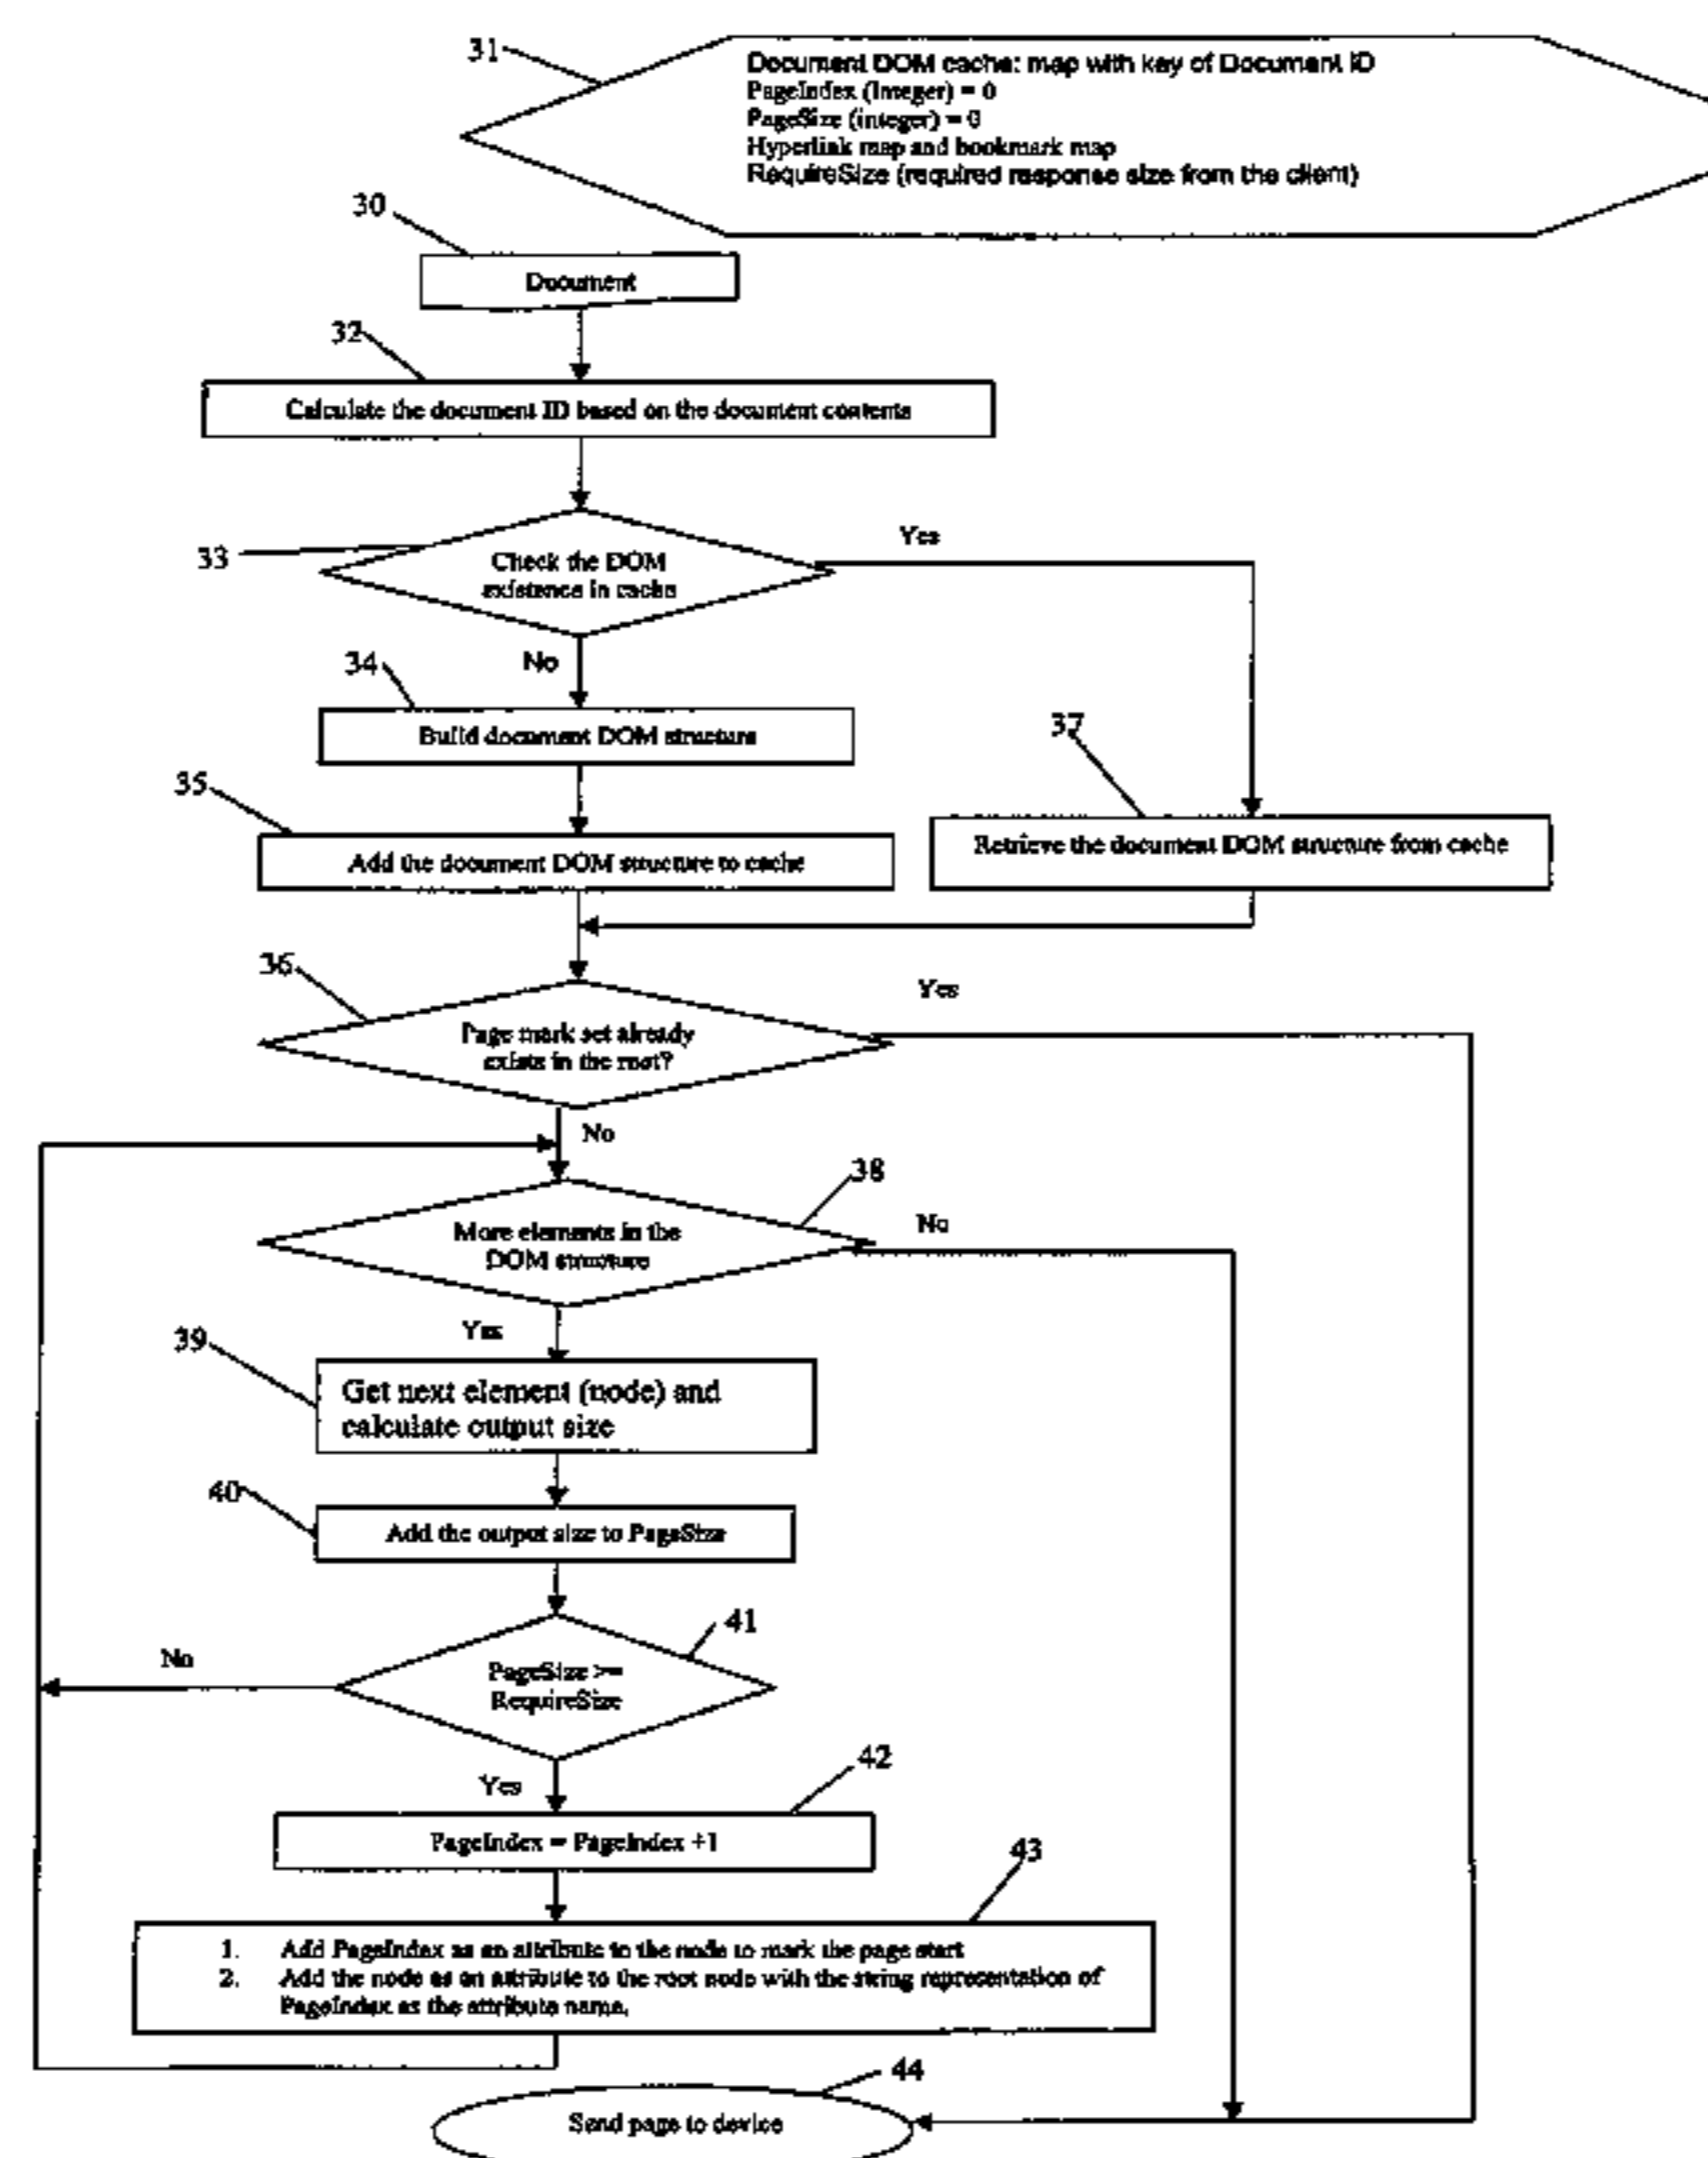 31
Document DOM cache: map with key of Document ID
PageIndex (Integer) = 0
PageSize (integer) = 0
Hyperlink map and bookmark map
RequireSize (required response size from the client)
30
Document
32
Calculate the document ID based on the document contents
33
Check the DOM
existence in cache
Yes
No
34
Build document DOM structure
37
35
Add the document DOM structure to cache
Retrieve the document DOM structure from cache
36
Page mark set already
exists in the root?
Yes
No
38
More elements in the
DOM structure
No
Yes
39
Get next element (node) and
calculate output size
40
Add the output size to PageSize
41
PageSize >=
RequireSize
No
Yes
42
PageIndex = PageIndex +1
43
1. Add PageIndex as an attribute to the node to mark the page start
2. Add the node as an attribute to the root node with the string representation of
PageIndex as the attribute name.
44
Send page to device